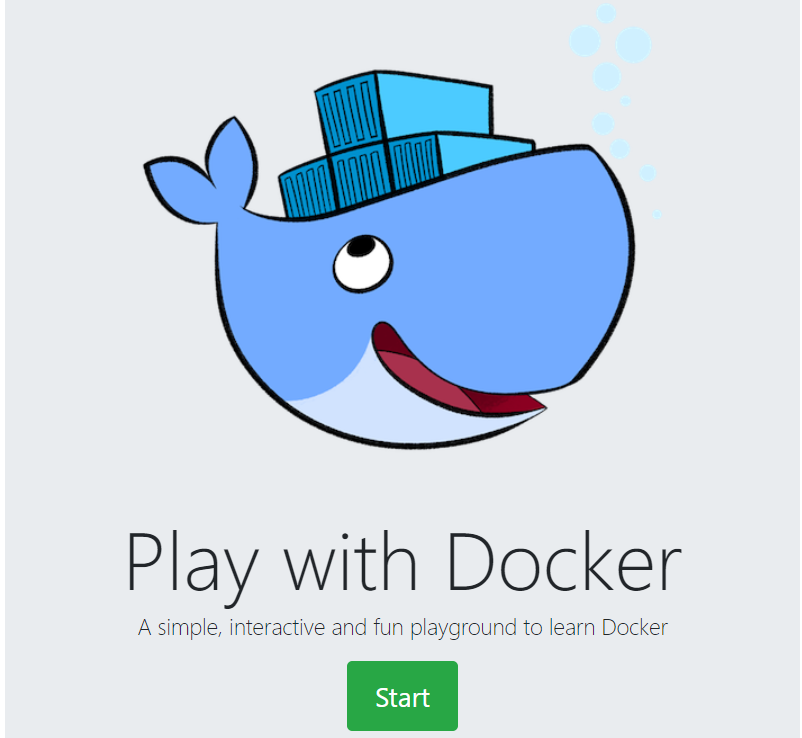 Play with Docker
A simple, interactive and fun playground to learn Docker
Start